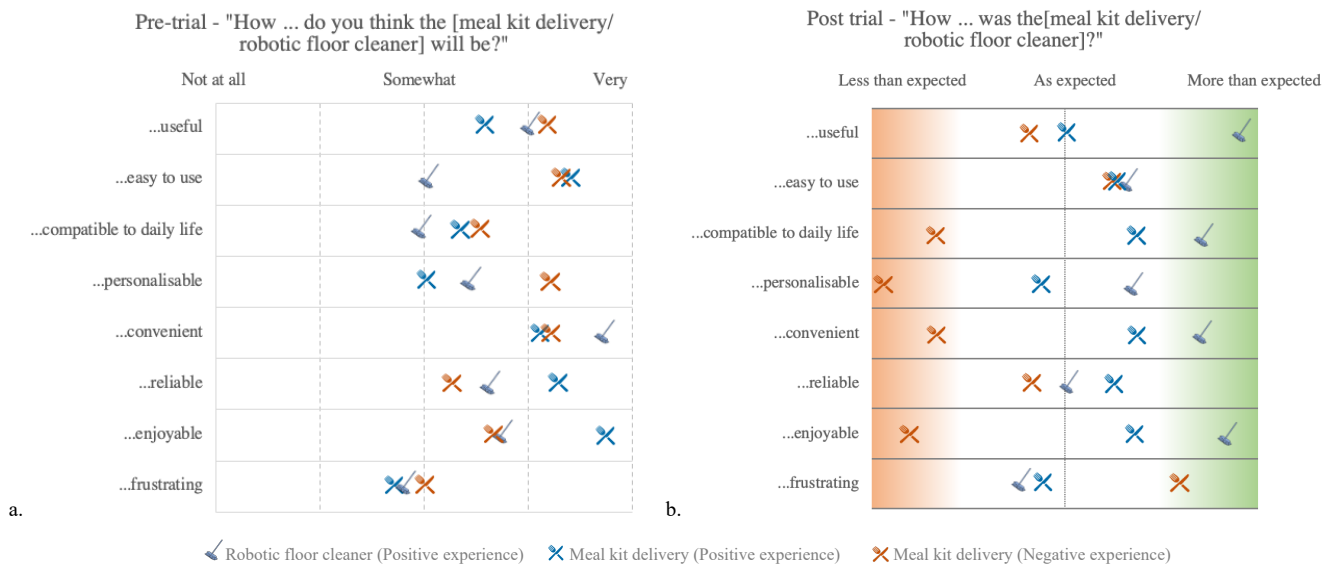 Pre-trial - "How ... do you think the [meal kit delivery/
robotic floor cleaner] will be?"
Not at all
Somewhat
Very
...useful
...easy to use
...compatible to daily life
...personalisable
...convenient
...reliable
...enjoyable
...frustrating
a.
Post trial - "How ... was the[meal kit delivery/
robotic floor cleaner]?"
Less than expected
As expected
More than expected
...useful
...easy to use
...compatible to daily life
...personalisable
...convenient
...reliable
...enjoyable
...frustrating
b.
Robotic floor cleaner (Positive experience)
Meal kit delivery (Positive experience)
Meal kit delivery (Negative experience)